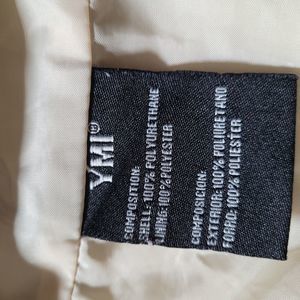 YMI®
COMPOSITION:
SHELL: 100% POLYURETHANE
LINING: 100% POLYESTER
COMPOSICION:
EXTERIOR: 100% POLIURETANO
FORRO: 100% POLIESTER